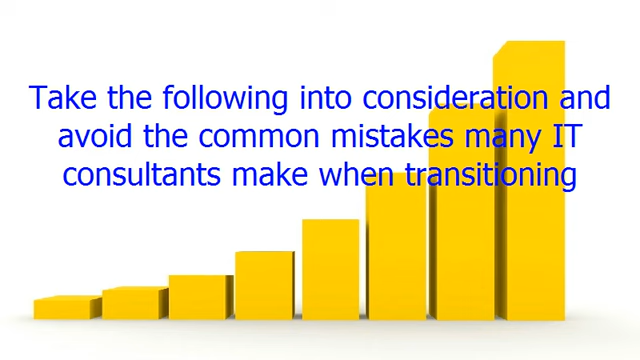 Take the following into consideration and
avoid the common mistakes many IT
consultants make when transitioning